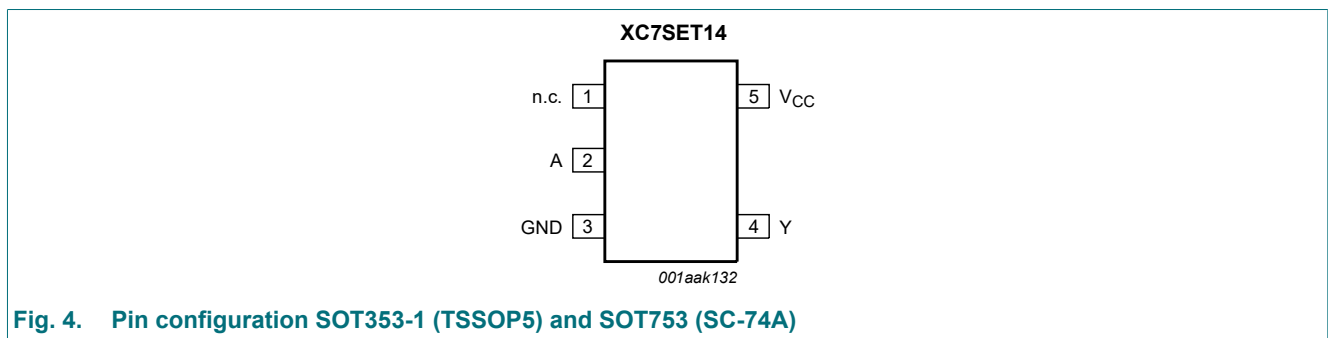 XC7SET14
n.c. 1
5 VCC
A 2
GND 3
4 Y
001aak132
Fig. 4. Pin configuration SOT353-1 (TSSOP5) and SOT753 (SC-74A)